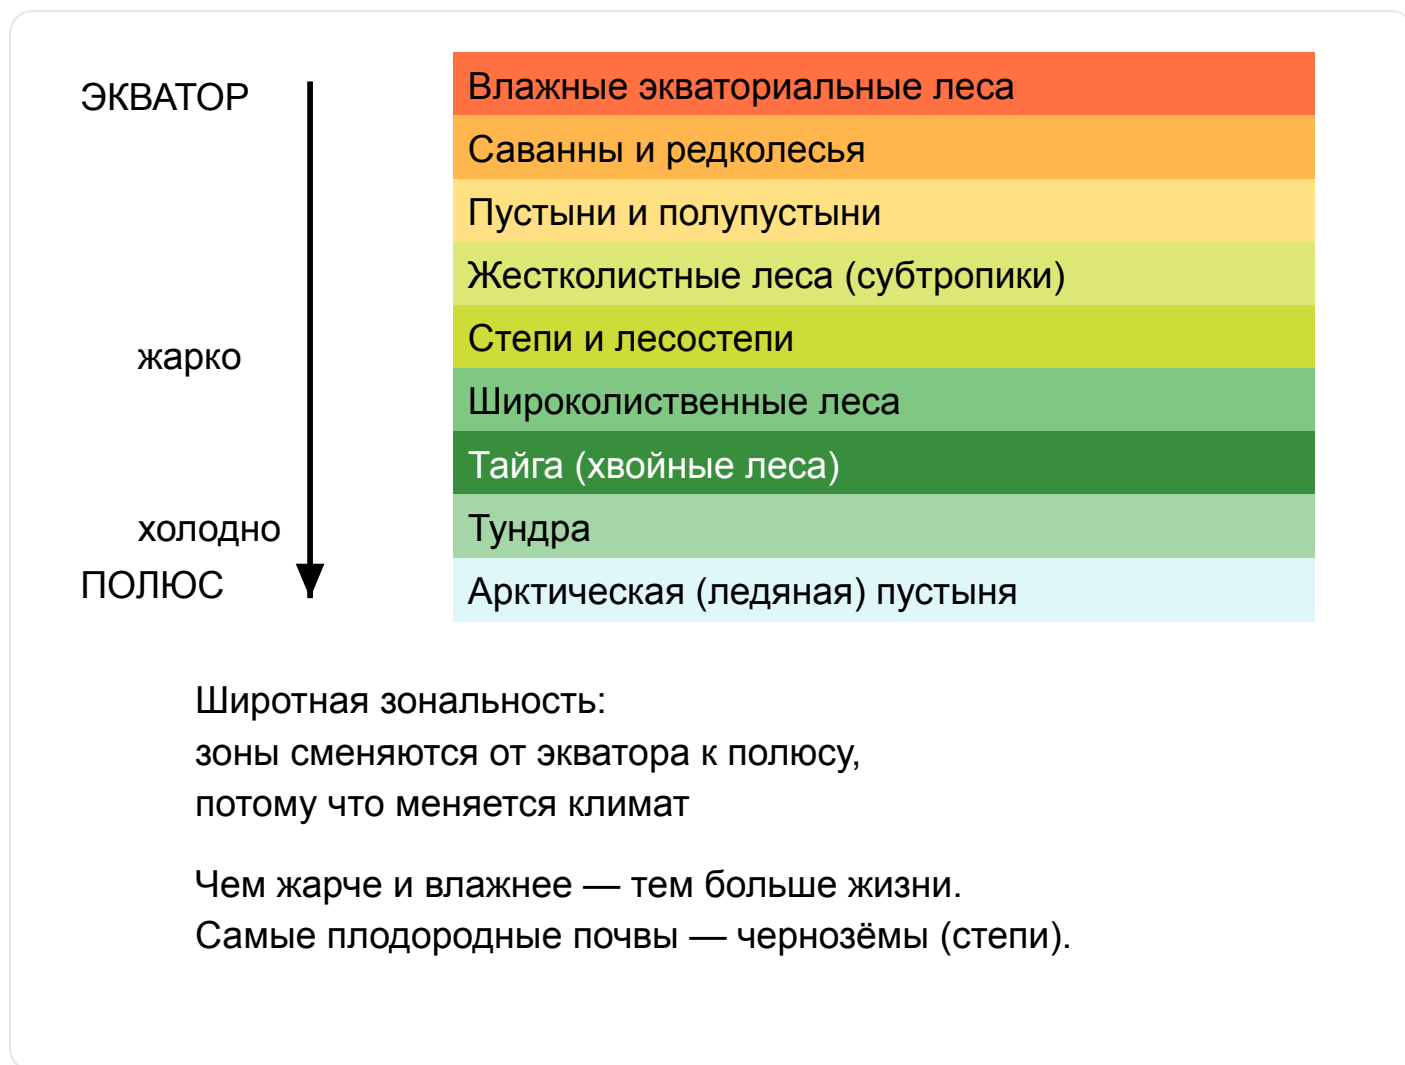 ЭКВАТОР
Влажные экваториальные леса
Саванны и редколесья
Пустыни и полупустыни
Жестколистные леса (субтропики)
Степи и лесостепи
жарко
Широколиственные леса
Тайга (хвойные леса)
холодно
Тундра
ПОЛЮС
Арктическая (ледяная) пустыня
Широтная зональность:
зоны сменяются от экватора к полюсу,
потому что меняется климат
Чем жарче и влажнее — тем больше жизни.
Самые плодородные почвы — чернозёмы (степи).